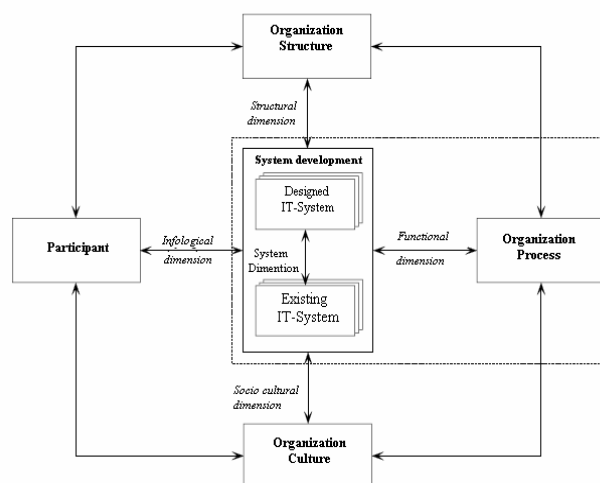 Organization
Structure
Structural
dimension
System development
Designed
IT-System
Participant
Infological
dimension
System
Dimention
Functional
dimension
Organization
Process
Existing
IT-System
Socio cultural
dimension
Organization
Culture